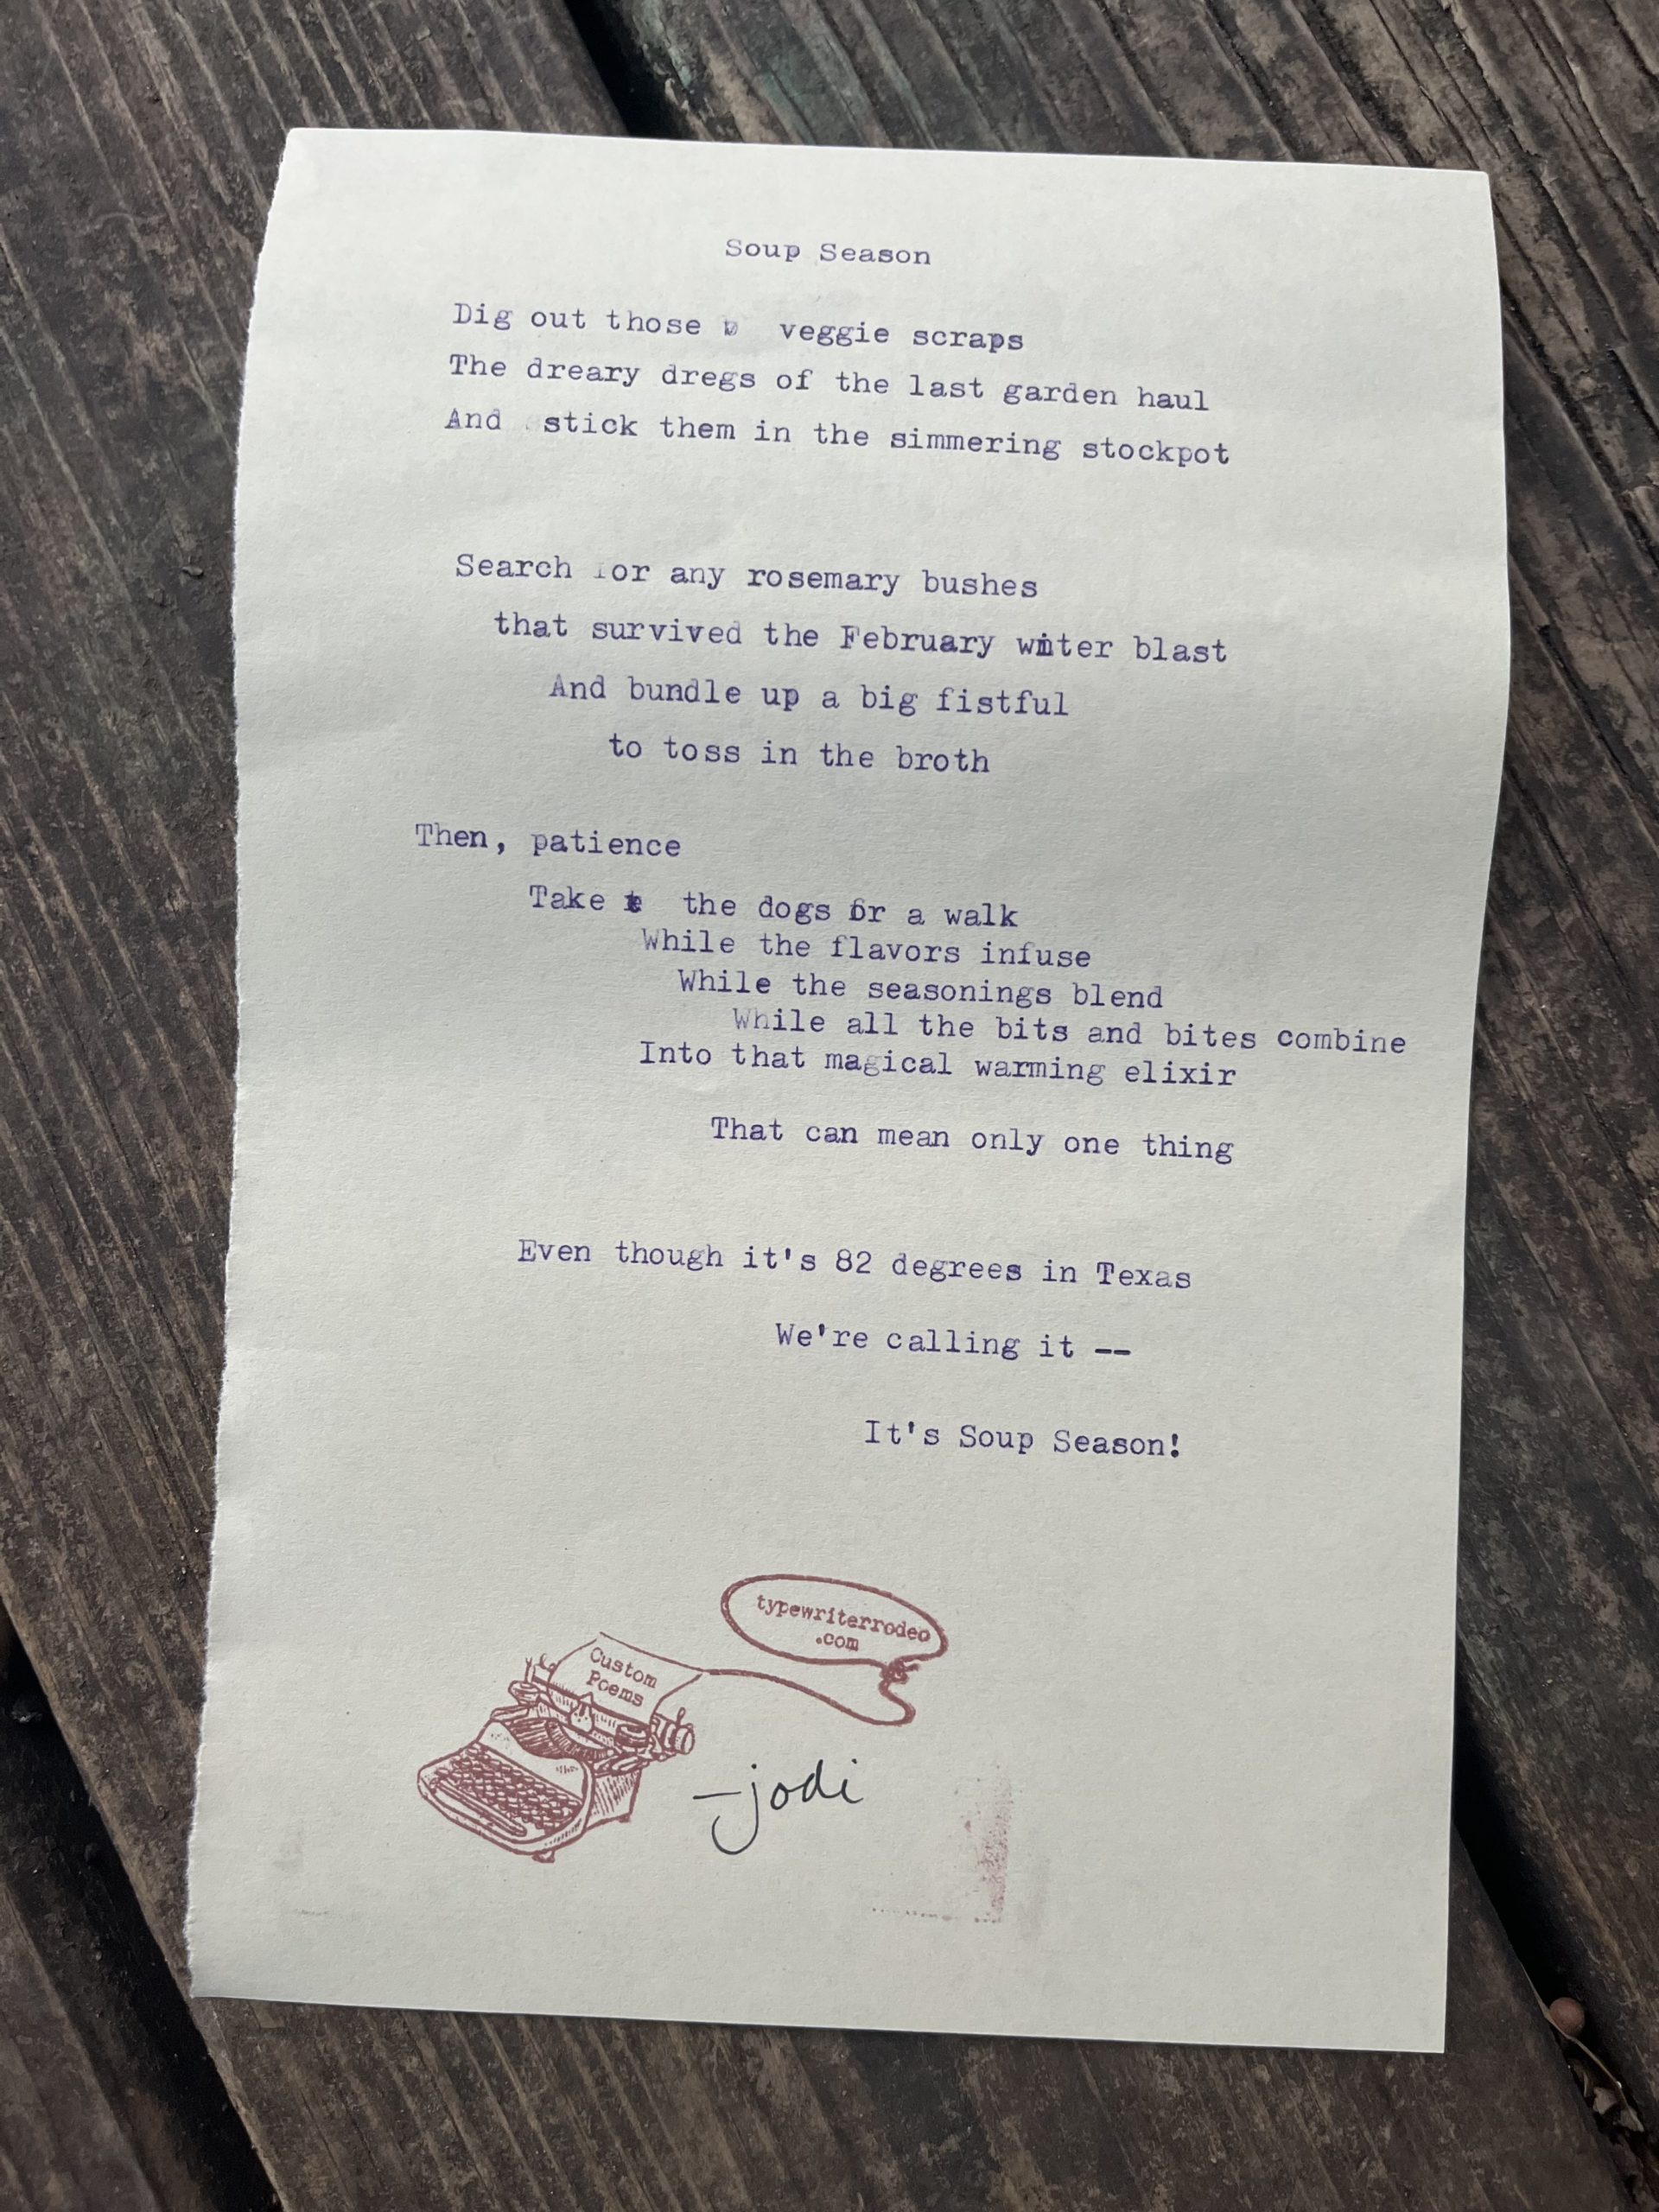 Soup Season
Dig out those veggie scraps
The dreary dregs of the last garden haul
And stick them in the simmering stockpot
Search for any rosemary bushes
that survived the February winter blast
And bundle up a big fistful
to toss in the broth
Then, patience
Take the dogs for a walk
While the flavors infuse
While the seasonings blend
While all the bits and bites combine
Into that magical warming elixir
That can mean only one thing
Even though it's 82 degrees in Texas
We're calling it --
It's Soup Season!
typewriterrodeo
.com
Custom
Poems
-jodi